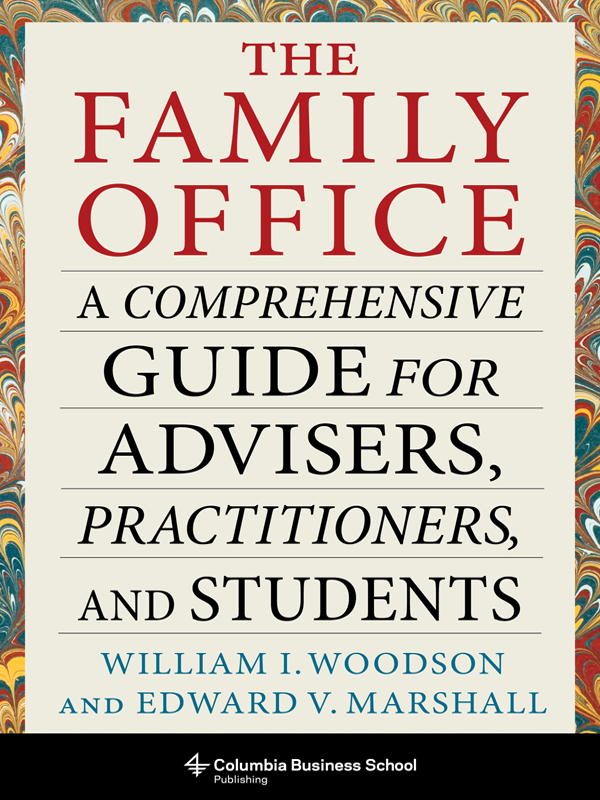 THE
FAMILY
OFFICE
A COMPREHENSIVE
GUIDE FOR
ADVISERS,
PRACTITIONERS,
AND STUDENTS
WILLIAM I. WOODSON
AND EDWARD V. MARSHALL
Columbia Business School
Publishing